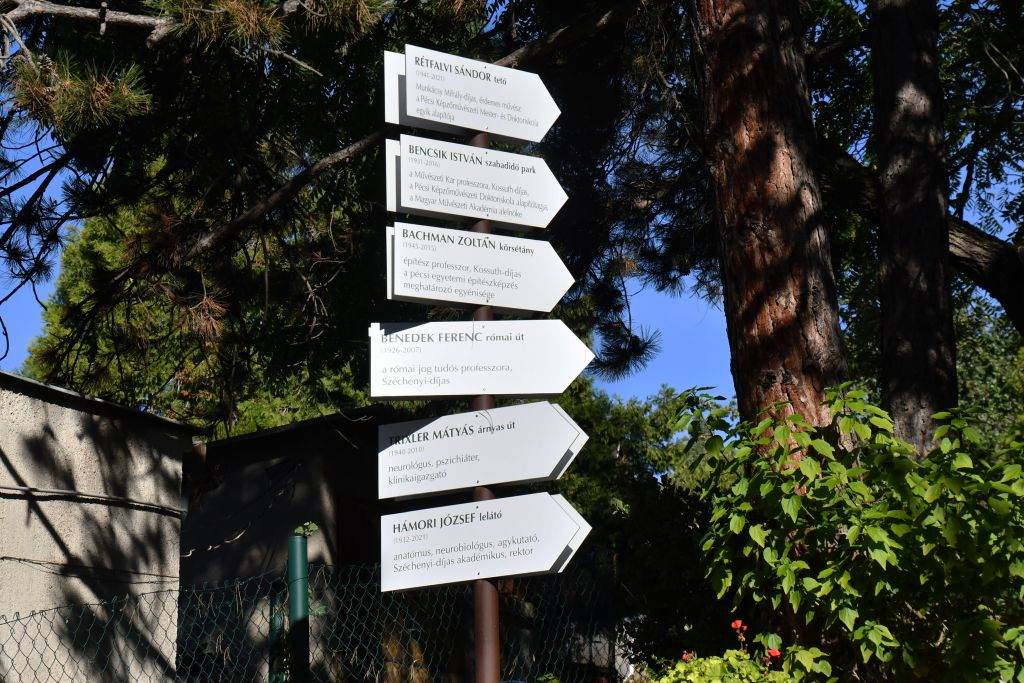 RÉTFALVI SÁNDOR tető
(1941-2021)
Munkácsy Mihály-díjas, érdemes művész
a Pécsi Képzőművészeti Mester- és Doktoriskola
egyik alapítója
BENCSIK ISTVÁN szabadidő park
(1931-2016)
a Művészeti Kar professzora, Kossuth-díjas,
a Pécsi Képzőművészeti Doktoriskola alapítótagja,
a Magyar Művészeti Akadémia alelnöke
BACHMAN ZOLTÁN körsétány
(1945-2015)
építész professzor, Kossuth-díjas
a pécsi egyetemi építészképzés
meghatározó egyénisége
BENEDEK FERENC római út
(1926-2007)
a római jog tudós professzora,
Széchenyi-díjas
TRIXLER MÁTYÁS árnyas út
(1940-2010)
neurológus, pszichiáter,
klinikaigazgató
HÁMORI JÓZSEF lelátó
(1932-2021)
anatómus, neurobiológus, agykutató,
Széchenyi-díjas akadémikus, rektor